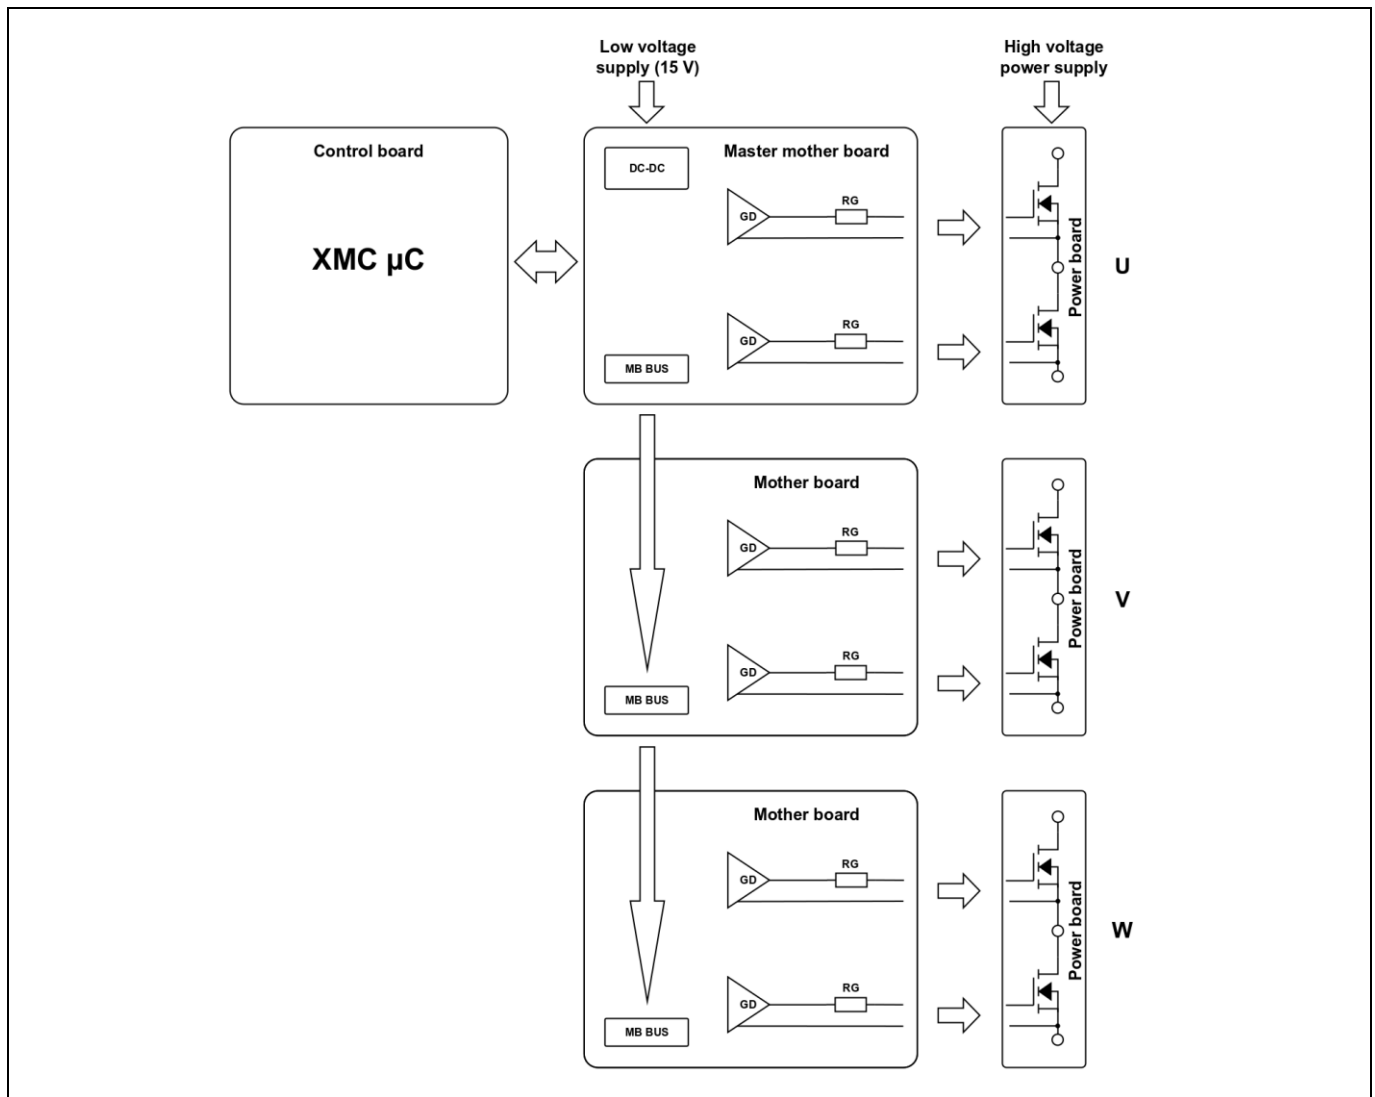 Low voltage
supply (15 V)
High voltage
power supply
Control board
XMC µC
DC-DC
Master mother board
GD
RG
GD
RG
MB BUS
Power board
U
Mother board
GD
RG
GD
RG
MB BUS
Power board
V
Mother board
GD
RG
GD
RG
MB BUS
Power board
W